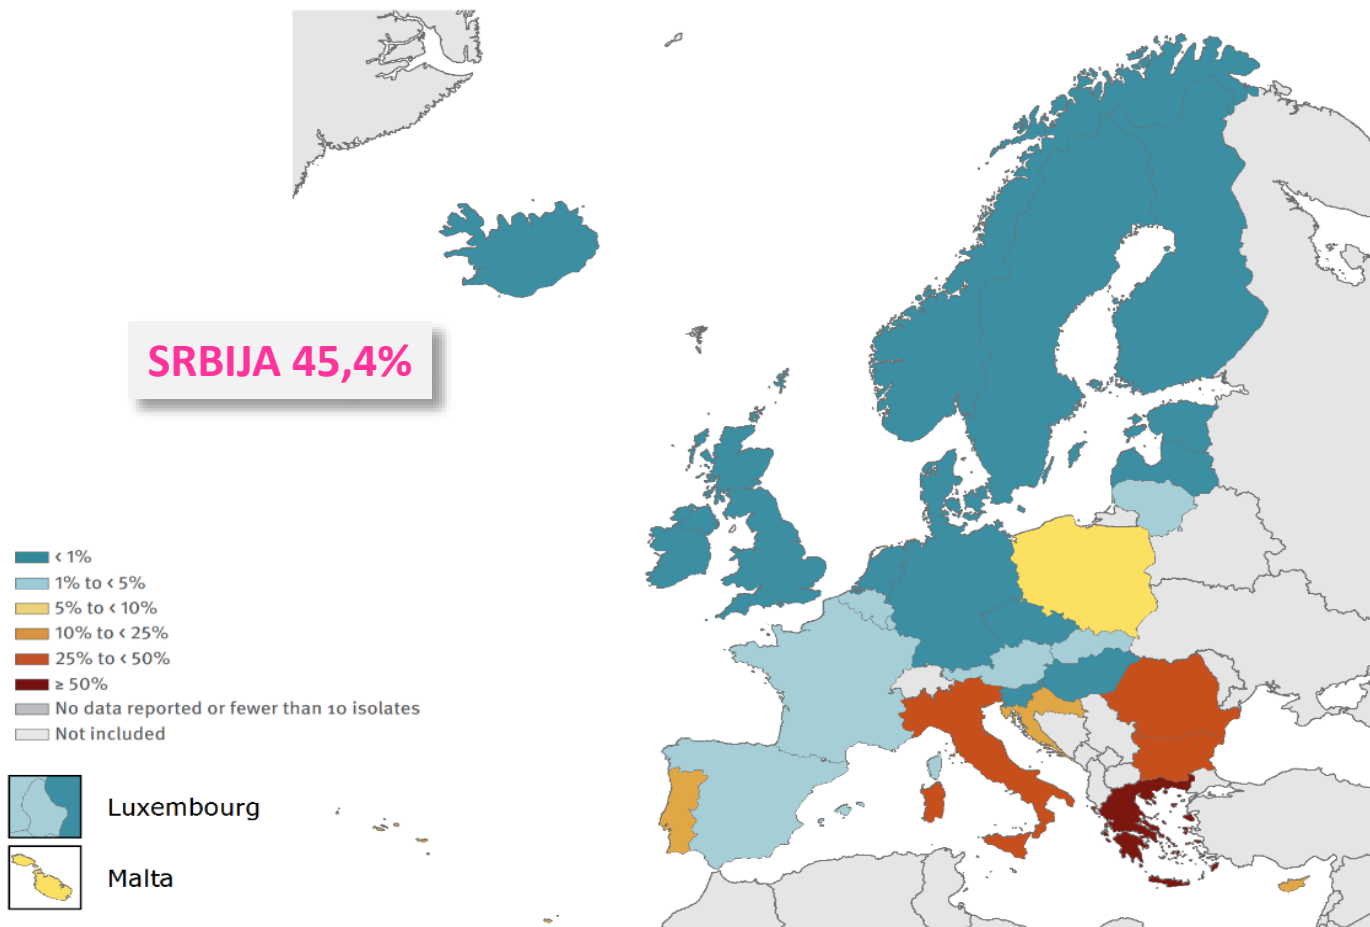 SRBIJA 45,4%
< 1%
1% to < 5%
5% to < 10%
10% to < 25%
25% to < 50%
≥ 50%
No data reported or fewer than 10 isolates
Not included
Luxembourg
Malta